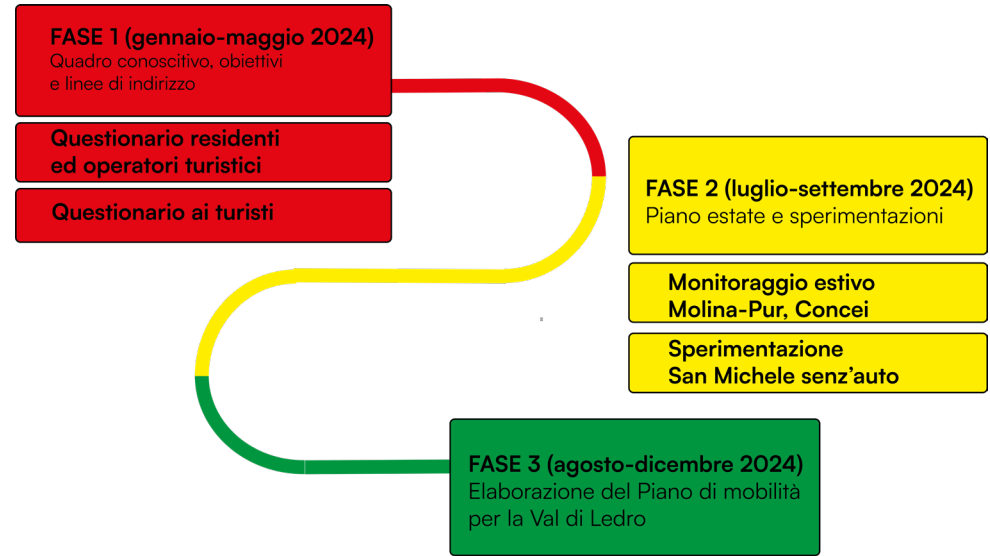 FASE 1 (gennaio-maggio 2024)
Quadro conoscitivo, obiettivi
e linee di indirizzo
Questionario residenti
ed operatori turistici
Questionario ai turisti
FASE 2 (luglio-settembre 2024)
Piano estate e sperimentazioni
Monitoraggio estivo
Molina-Pur, Concei
Sperimentazione
San Michele senz’auto
FASE 3 (agosto-dicembre 2024)
Elaborazione del Piano di mobilità
per la Val di Ledro